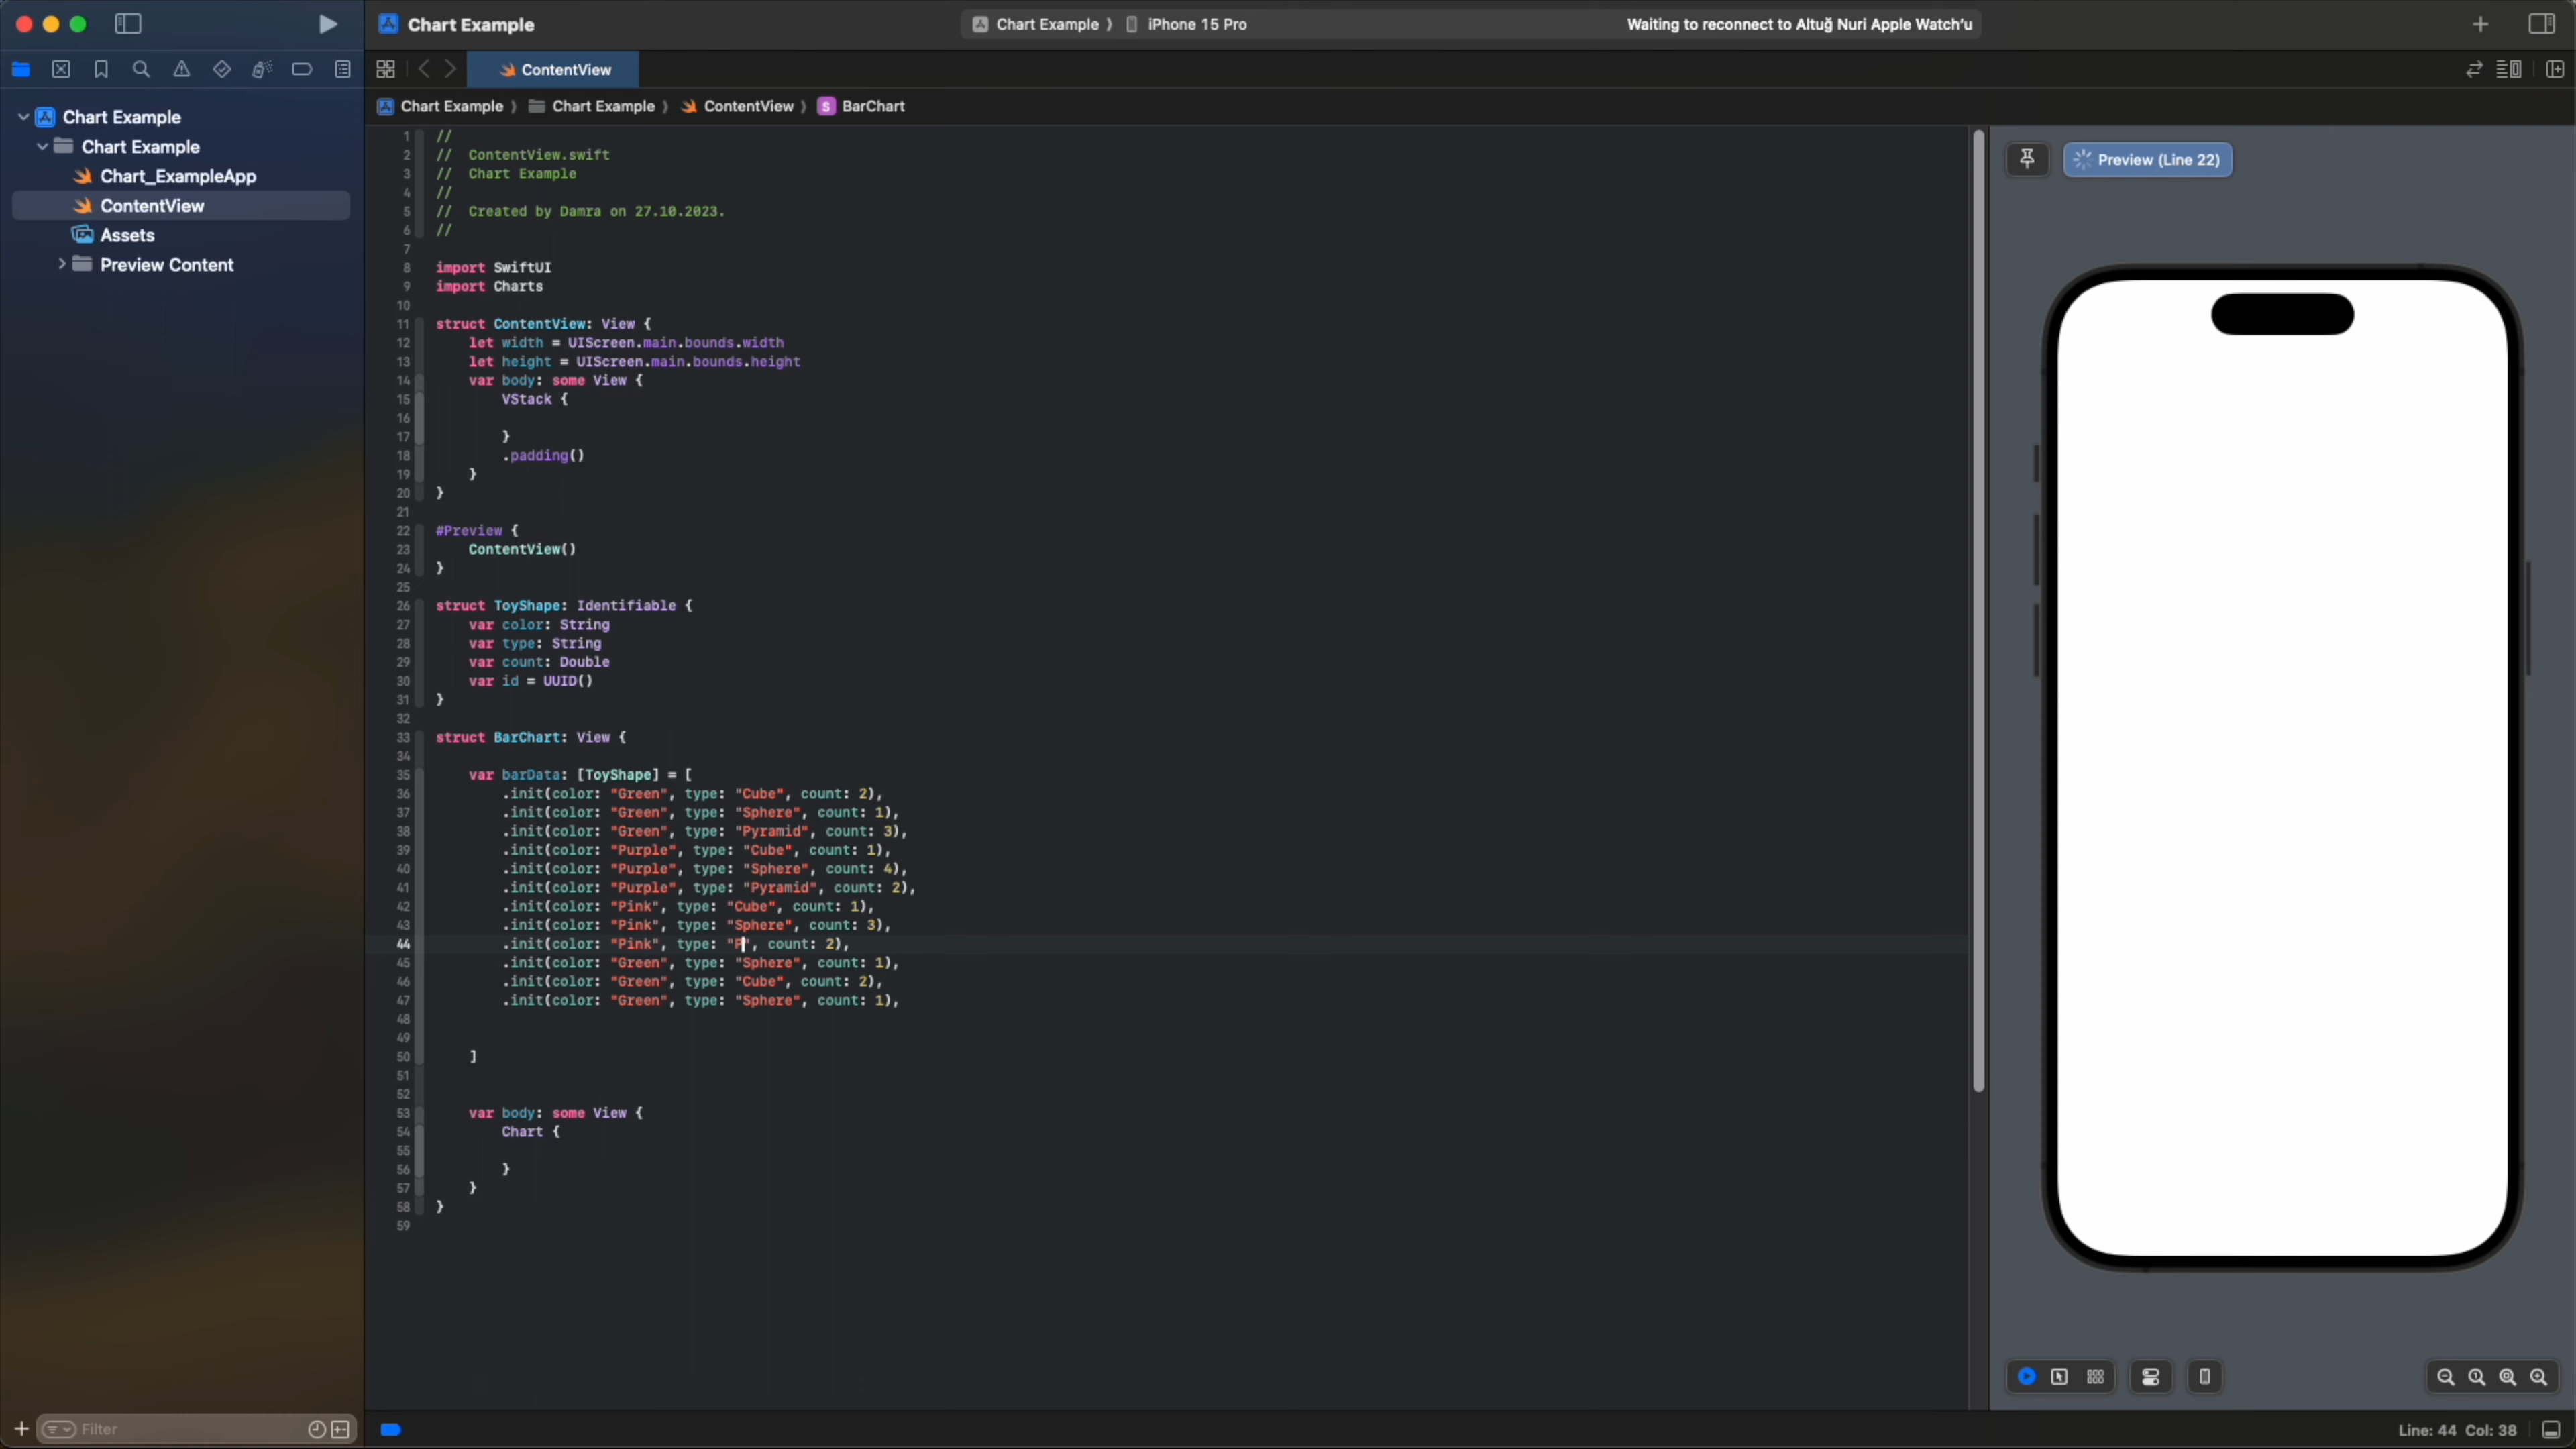 Chart Example
Chart Example
iPhone 15 Pro
Waiting to reconnect to Altuğ Nuri Apple Watch'u
ContentView
Chart Example
Chart Example
ContentView
BarChart
Chart Example
Chart Example
Chart_ExampleApp
ContentView
Assets
Preview Content
1 //
2 //  ContentView.swift
3 //  Chart Example
4 //
5 //  Created by Damra on 27.10.2023.
6 //
7
8 import SwiftUI
9 import Charts
10
11 struct ContentView: View {
12     let width = UIScreen.main.bounds.width
13     let height = UIScreen.main.bounds.height
14     var body: some View {
15         VStack {
16
17         }
18         .padding()
19     }
20 }
21
22 #Preview {
23     ContentView()
24 }
25
26 struct ToyShape: Identifiable {
27     var color: String
28     var type: String
29     var count: Double
30     var id = UUID()
31 }
32
33 struct BarChart: View {
34
35     var barData: [ToyShape] = [
36         .init(color: "Green", type: "Cube", count: 2),
37         .init(color: "Green", type: "Sphere", count: 1),
38         .init(color: "Green", type: "Pyramid", count: 3),
39         .init(color: "Purple", type: "Cube", count: 1),
40         .init(color: "Purple", type: "Sphere", count: 4),
41         .init(color: "Purple", type: "Pyramid", count: 2),
42         .init(color: "Pink", type: "Cube", count: 1),
43         .init(color: "Pink", type: "Sphere", count: 3),
44         .init(color: "Pink", type: "P", count: 2),
45         .init(color: "Green", type: "Sphere", count: 1),
46         .init(color: "Green", type: "Cube", count: 2),
47         .init(color: "Green", type: "Sphere", count: 1),
48
49
50     ]
51
52
53     var body: some View {
54         Chart {
55
56         }
57     }
58 }
59
Preview (Line 22)
Filter
Line: 44 Col: 38